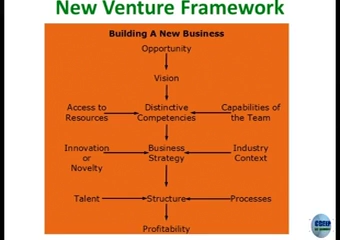 New Venture Framework
Building A New Business
Opportunity
Vision
Access to
Resources
Distinctive
Competencies
Capabilities of
the Team
Innovation
or
Novelty
Business
Strategy
Industry
Context
Talent
Structure
Processes
Profitability